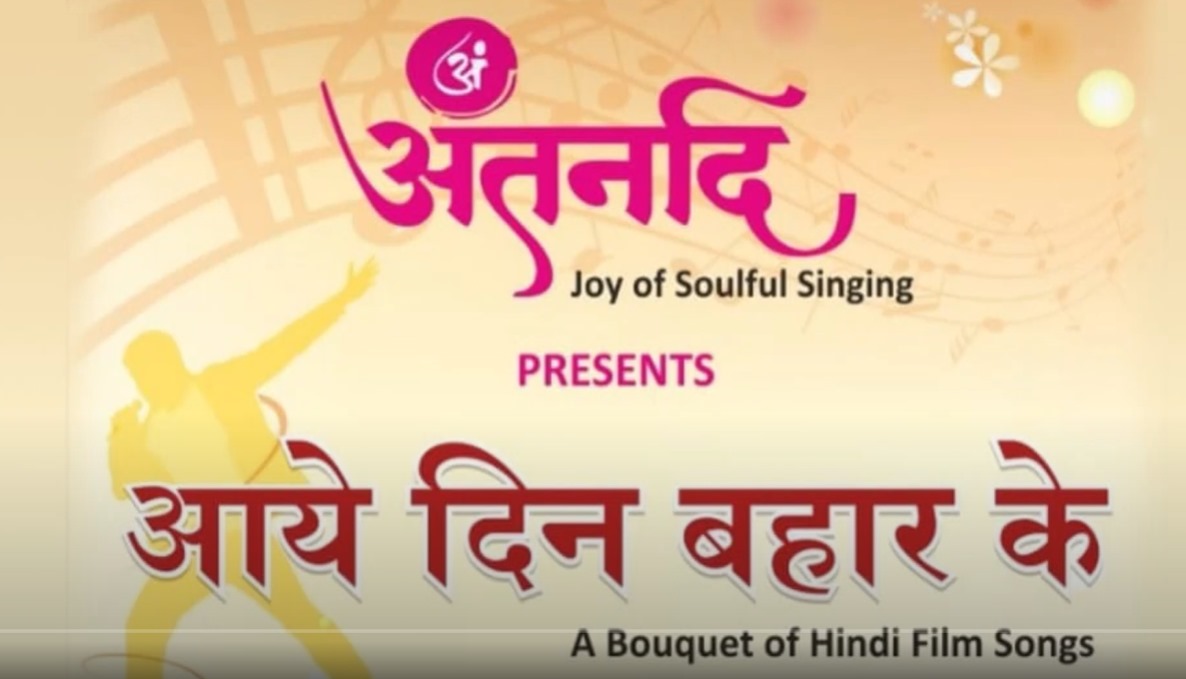 अं
अंतर्नाद
Joy of Soulful Singing
PRESENTS
आये दिन बहार के
A Bouquet of Hindi Film Songs